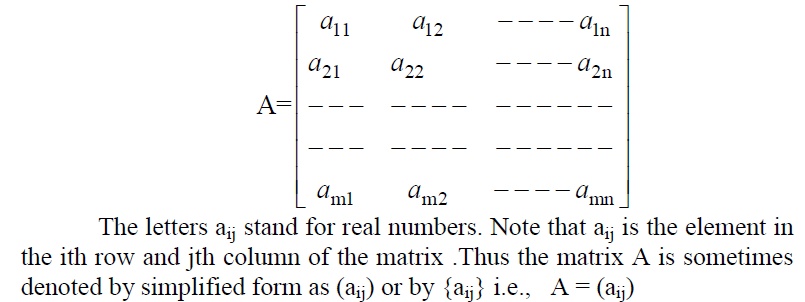 a11 a12 ----a1n
a21 a22 ----a2n
A= --- ---- ------
--- ---- ------
am1 am2 ----amn
The letters aij stand for real numbers. Note that aij is the element in
the ith row and jth column of the matrix .Thus the matrix A is sometimes
denoted by simplified form as (aij) or by {aij} i.e., A = (aij)